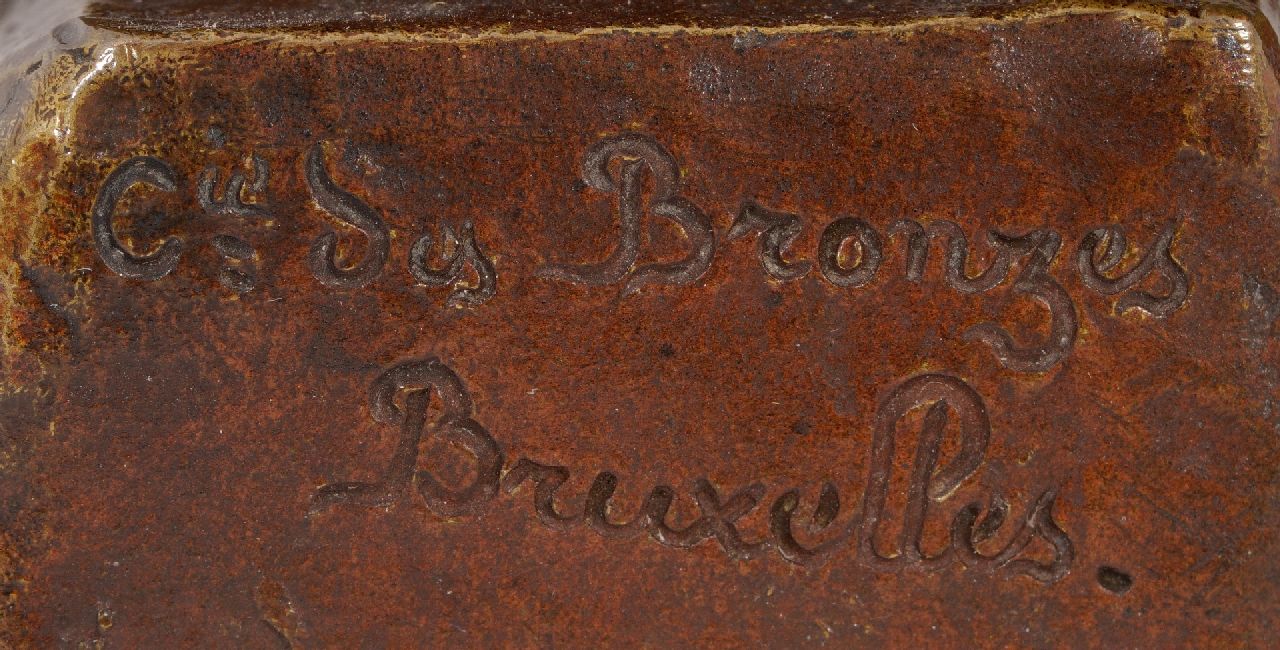 Cie des Bronzes
Bruxelles.